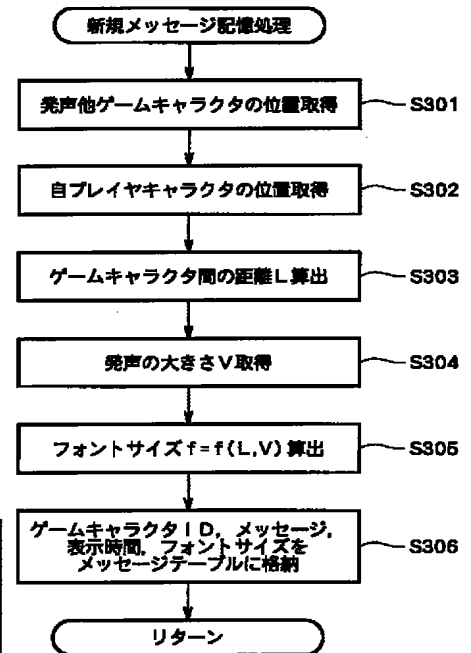 新規メッセージ記憶処理
発声他ゲームキャラクタの位置取得
S301
自プレイヤキャラクタの位置取得
S302
ゲームキャラクタ間の距離L算出
S303
発声の大きさV取得
S304
フォントサイズf=f(L,V)算出
S305
ゲームキャラクタID，メッセージ，
表示時間，フォントサイズを
メッセージテーブルに格納
S306
リターン